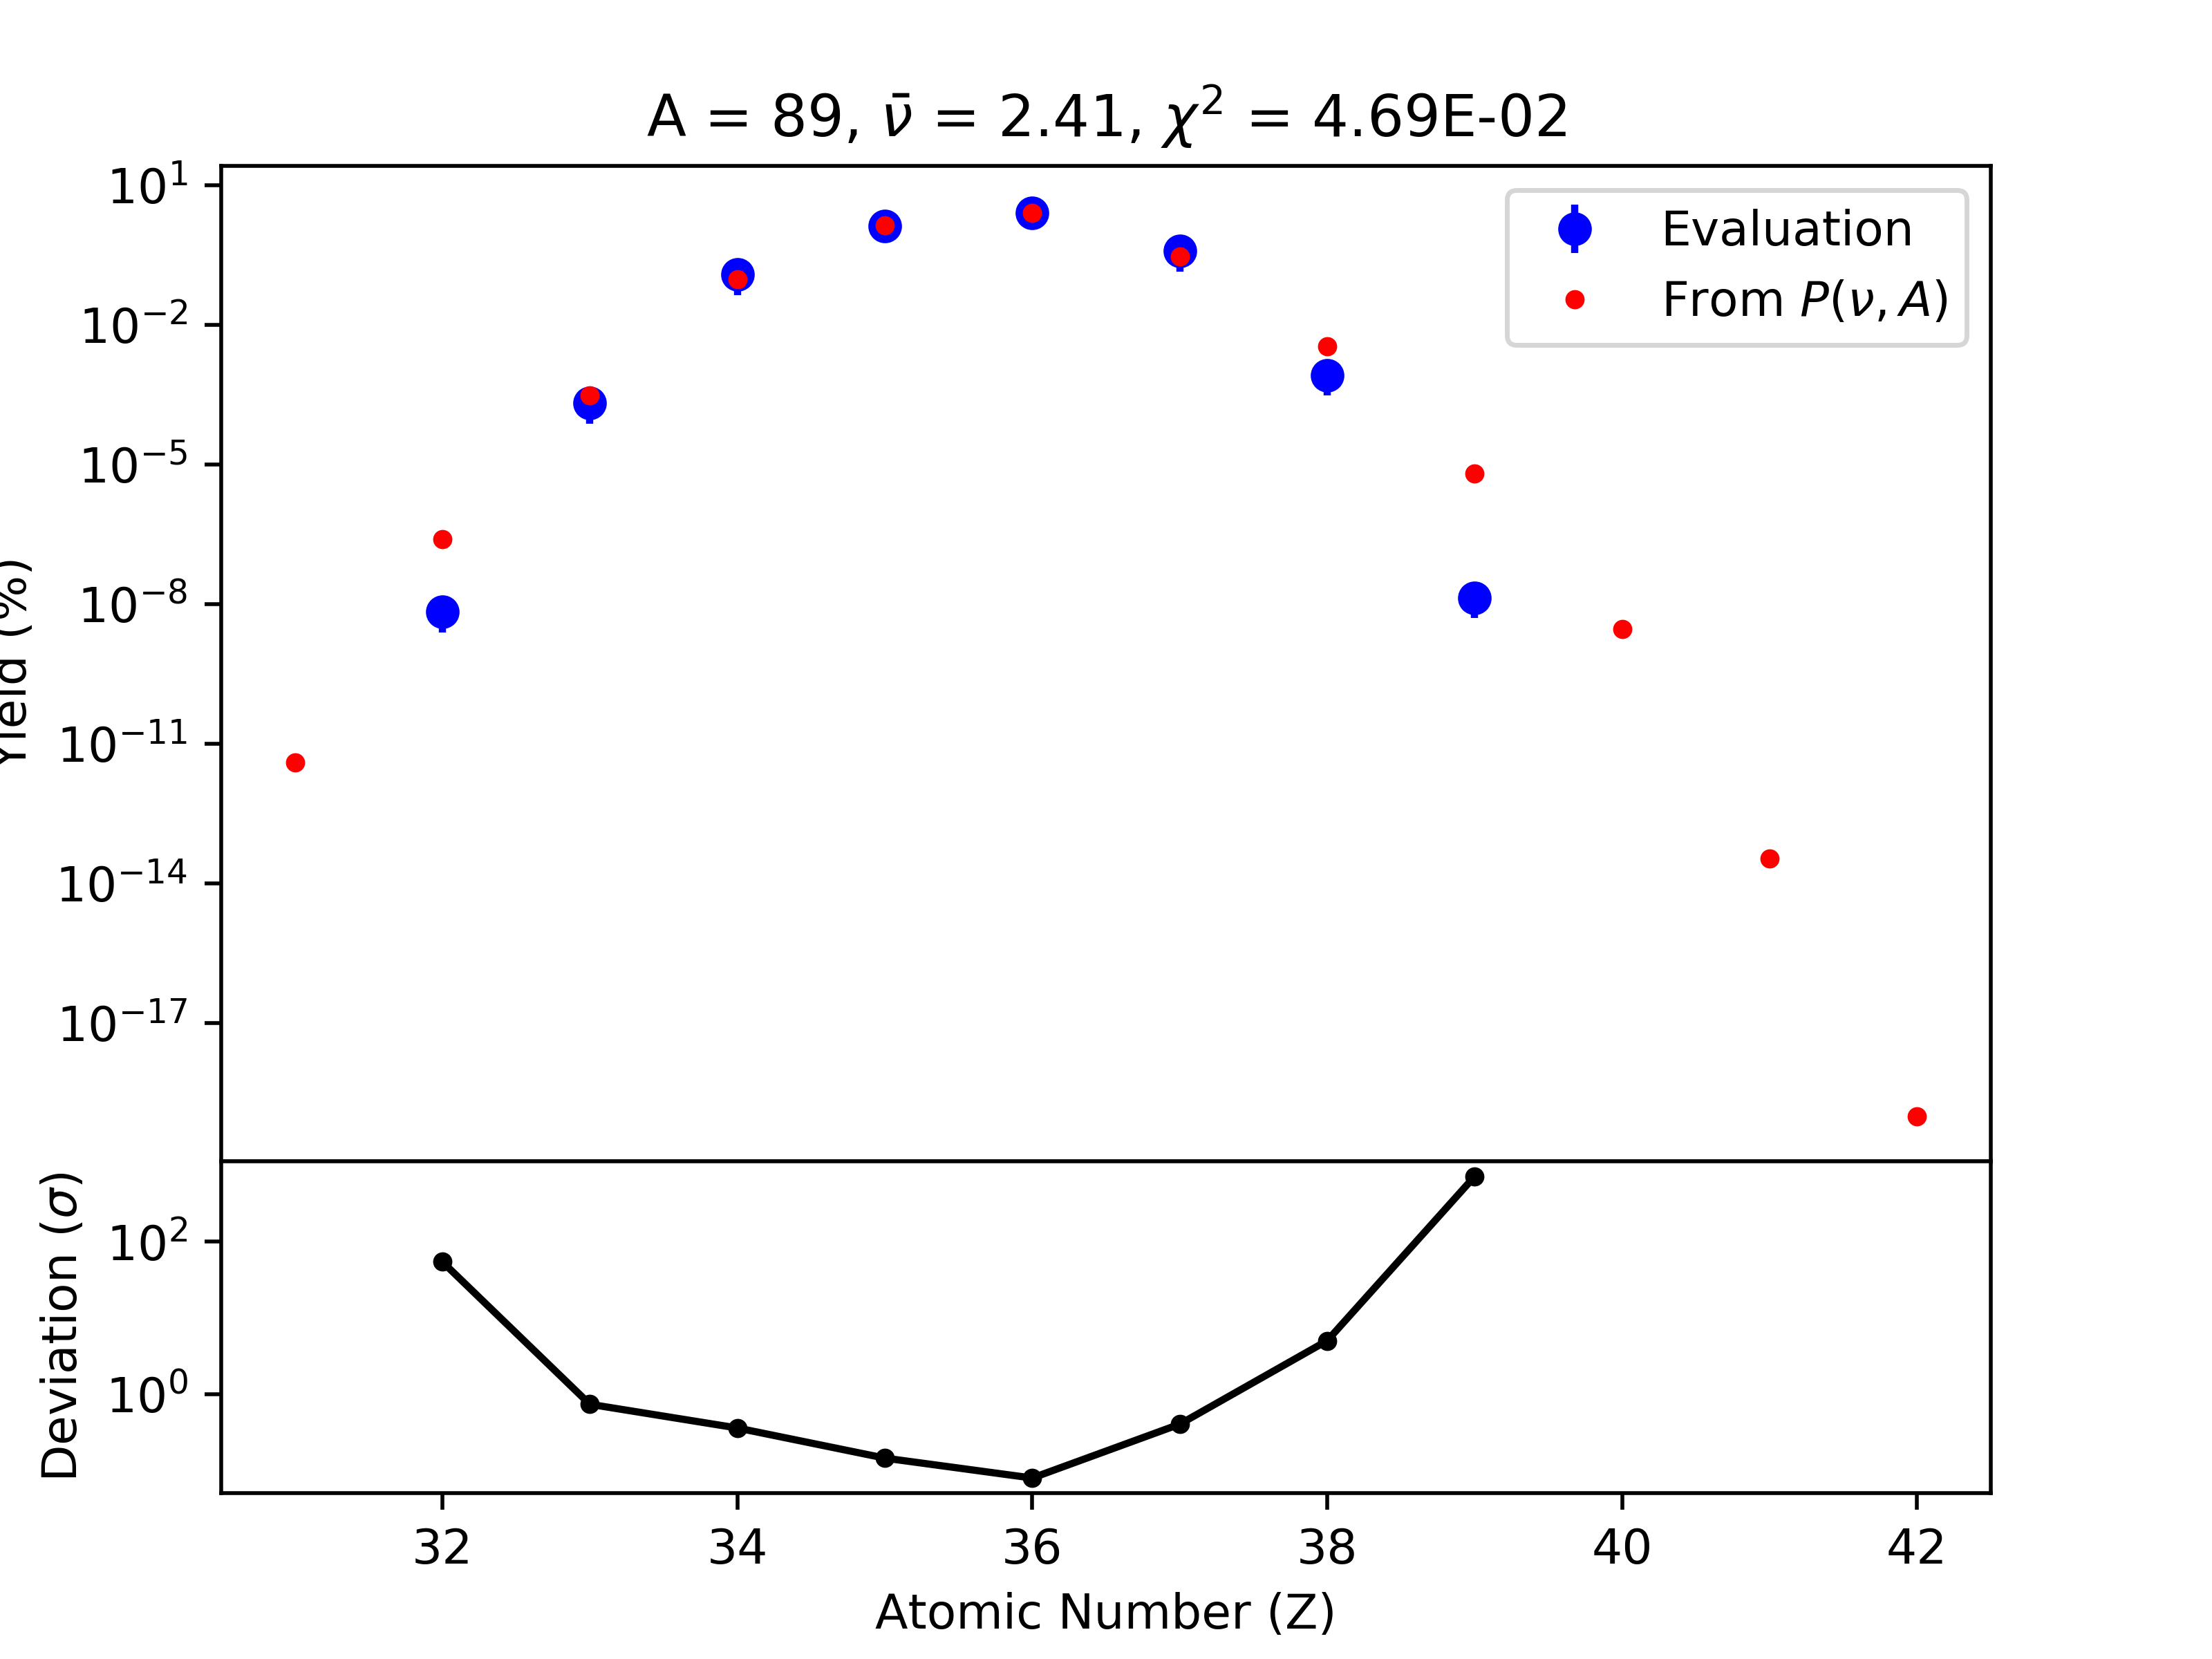 A = 89, ν̄ = 2.41, χ² = 4.69E-02
10¹
10⁻²
10⁻⁵
10⁻⁸
10⁻¹¹
10⁻¹⁴
10⁻¹⁷
Yield (%)
Evaluation
From P(ν, A)
10²
10⁰
Deviation (σ)
32 34 36 38 40 42
Atomic Number (Z)